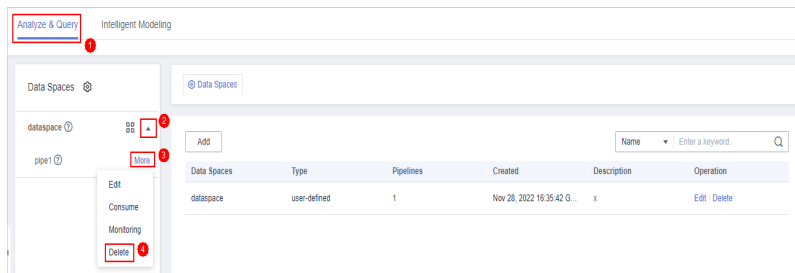 Analyze & Query Intelligent Modeling
1
Data Spaces
Data Spaces
dataspace ? 2
Add Name Enter a keyword.
pipe1 ? More 3
Data Spaces Type Pipelines Created Description Operation
Edit
dataspace user-defined 1 Nov 28, 2022 16:35:42 G... x Edit | Delete
Consume
Monitoring
Delete 4